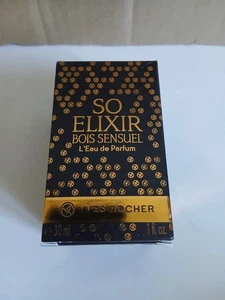 SO
ELIXIR
BOIS SENSUEL
L'Eau de Parfum
YVES ROCHER
30 ml 1 fl. oz.